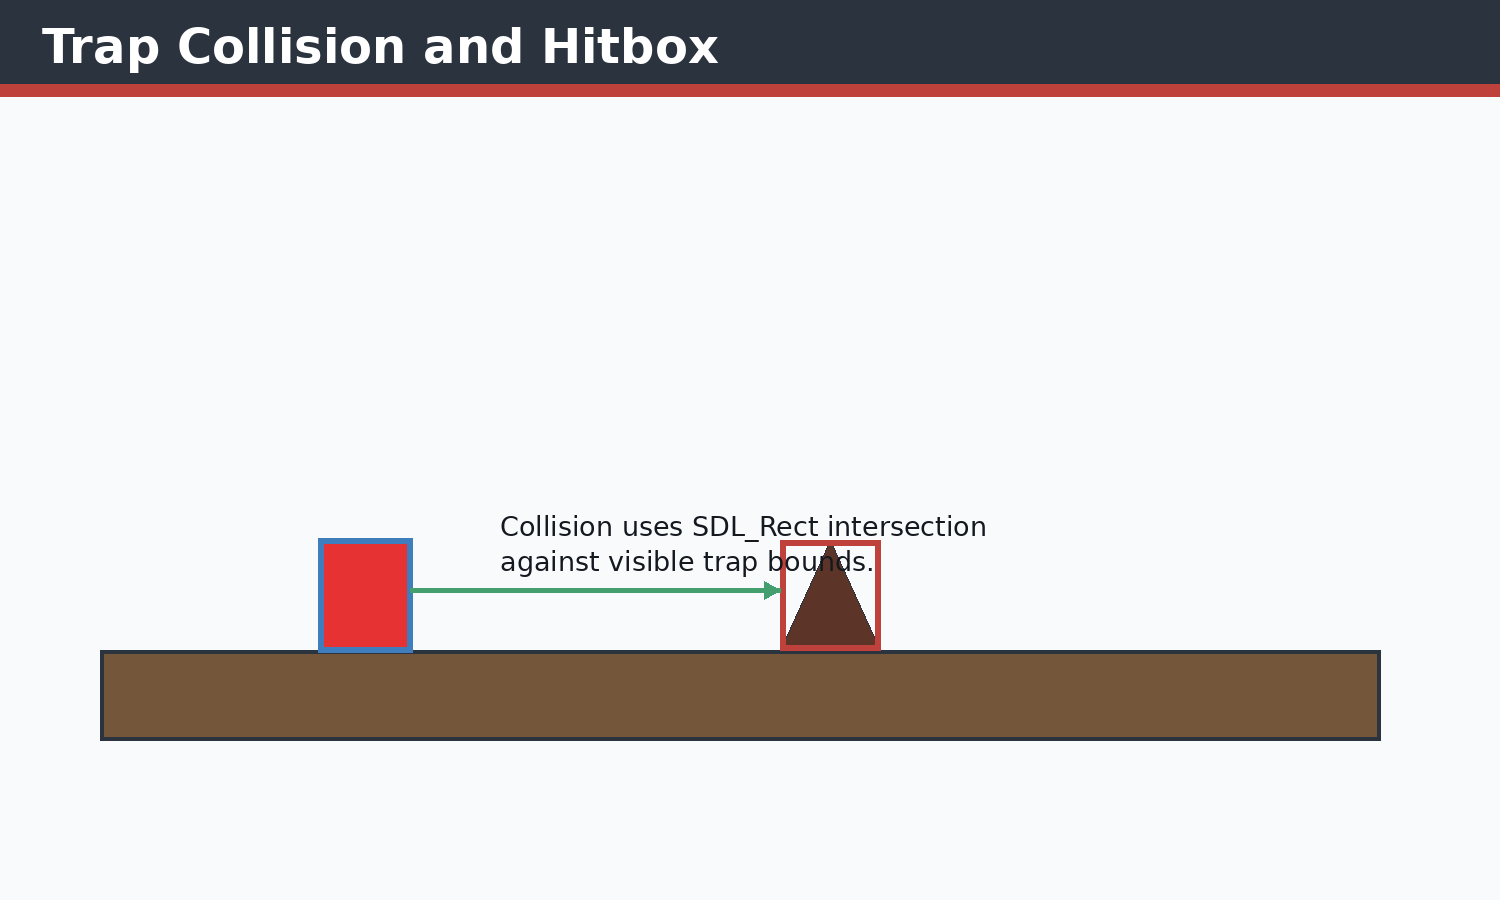 Trap Collision and Hitbox
Collision uses SDL_Rect intersection
against visible trap bounds.